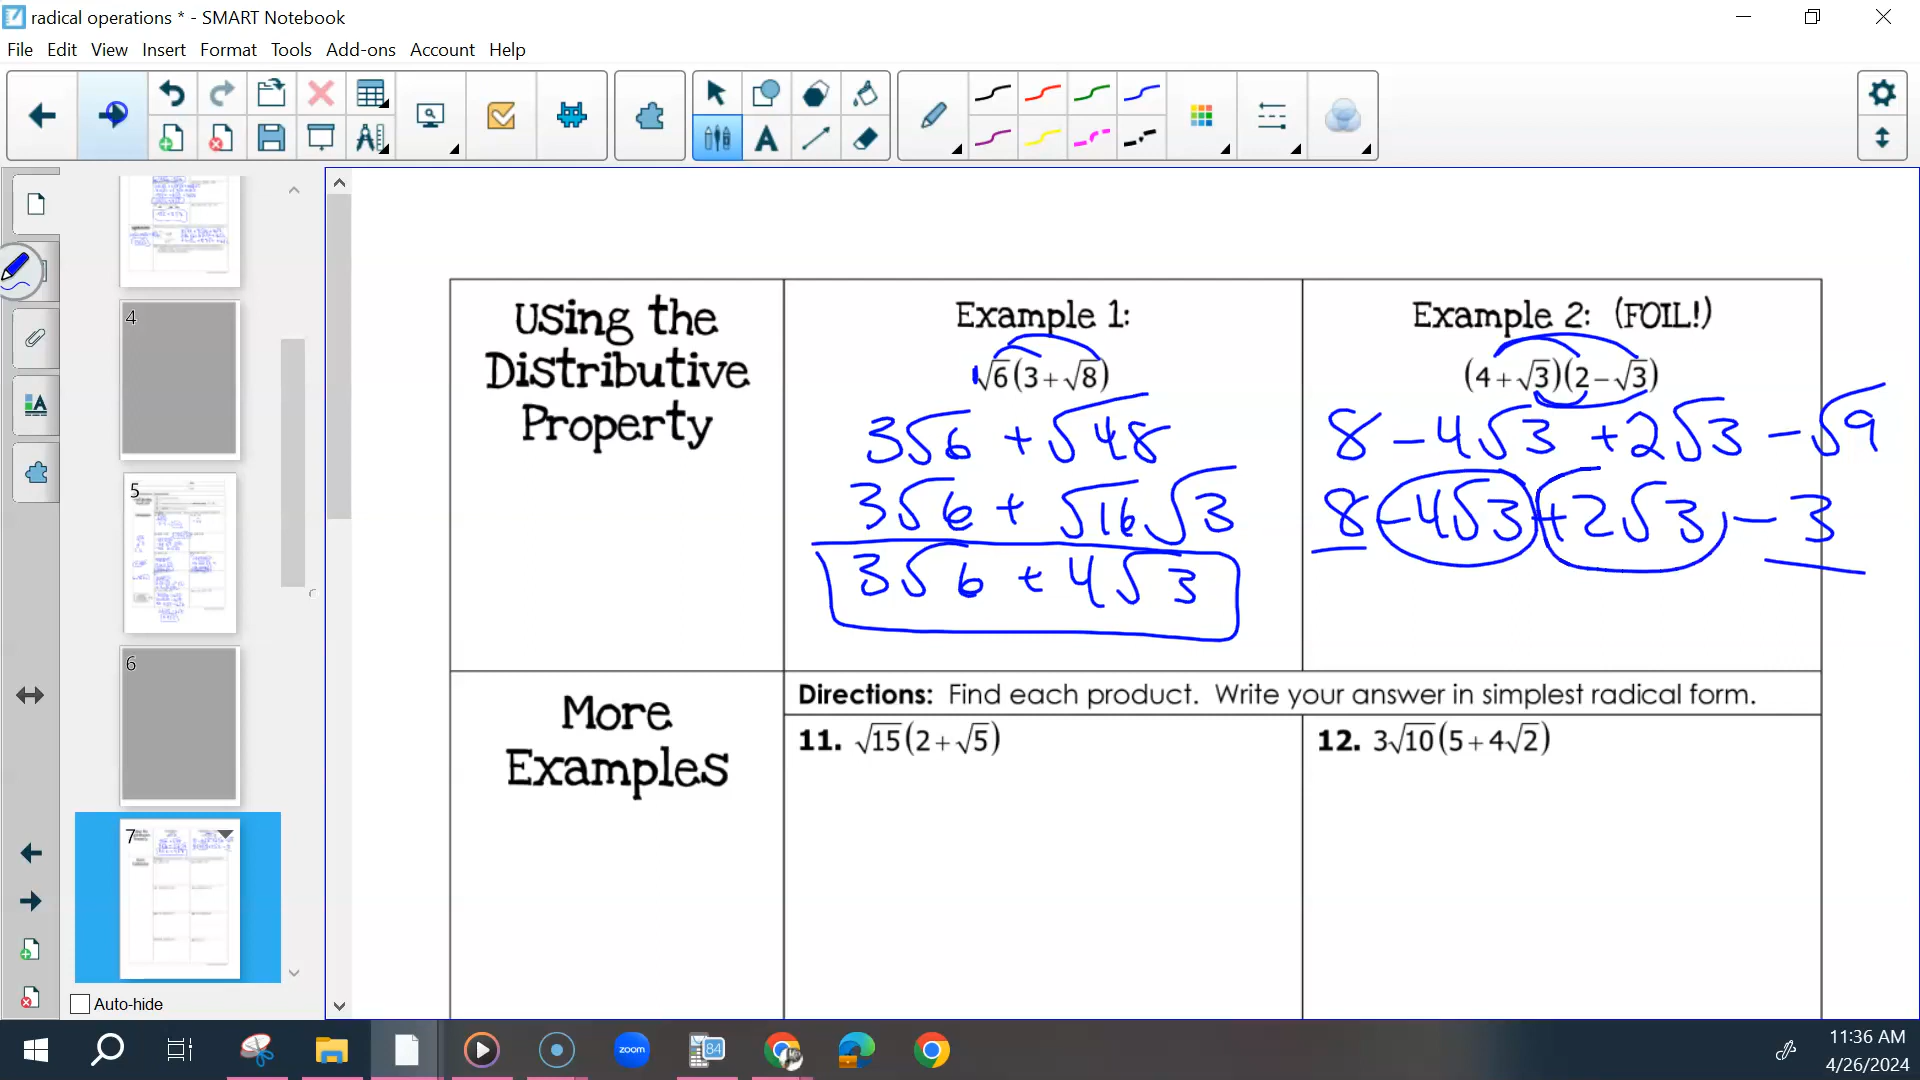 radical operations * - SMART Notebook
File Edit View Insert Format Tools Add-ons Account Help
4
5
6
7
Auto-hide
Using the
Distributive
Property
Example 1:
√6(3+√8)
3√6 + √48
3√6 + √16√3
3√6 + 4√3
Example 2: (FOIL!)
(4+√3)(2-√3)
8 - 4√3 + 2√3 - √9
8 - 4√3 + 2√3 - 3
More
Examples
Directions: Find each product. Write your answer in simplest radical form.
11. √15(2+√5)
12. 3√10(5+4√2)
zoom
84
11:36 AM
4/26/2024